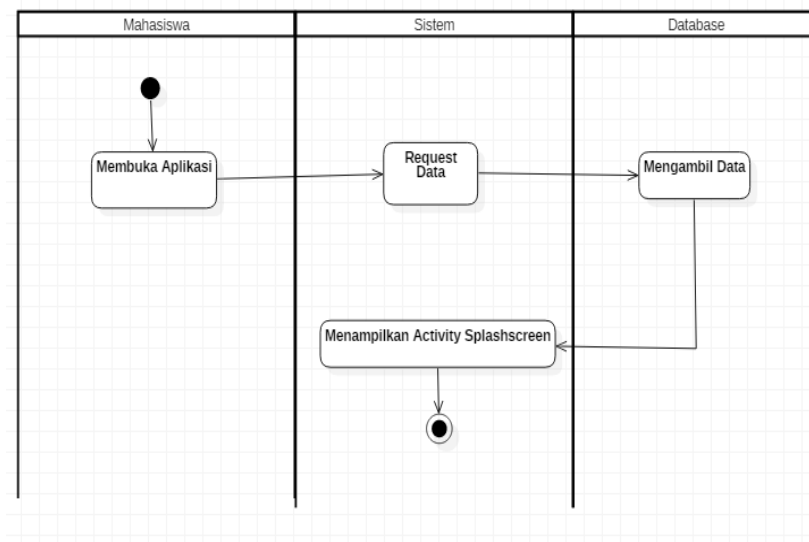 Mahasiswa
Sistem
Database
Membuka Aplikasi
Request
Data
Mengambil Data
Menampilkan Activity Splashscreen